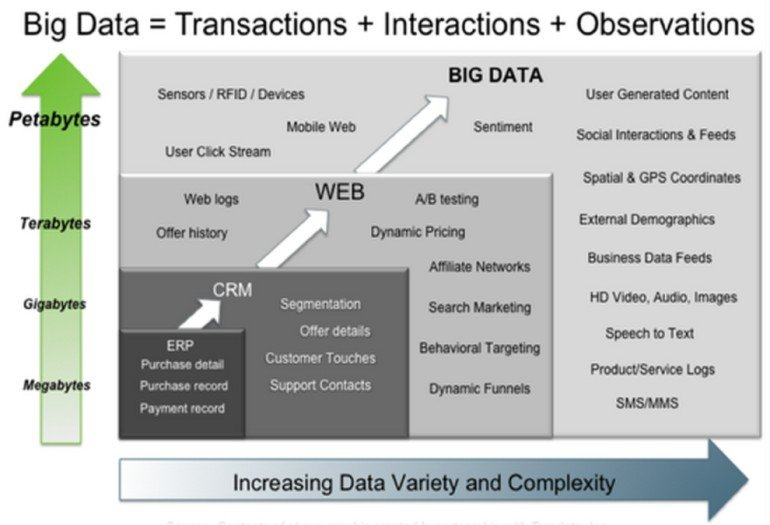 Big Data = Transactions + Interactions + Observations
BIG DATA
Sensors / RFID / Devices
User Generated Content
Petabytes
Mobile Web
Sentiment
Social Interactions & Feeds
User Click Stream
Spatial & GPS Coordinates
WEB
Web logs
A/B testing
Terabytes
External Demographics
Offer history
Dynamic Pricing
Business Data Feeds
Affiliate Networks
CRM
HD Video, Audio, Images
Gigabytes
Segmentation
Search Marketing
Offer details
Speech to Text
ERP
Behavioral Targeting
Customer Touches
Purchase detail
Product/Service Logs
Megabytes
Purchase record
Support Contacts
Dynamic Funnels
Payment record
SMS/MMS
Increasing Data Variety and Complexity